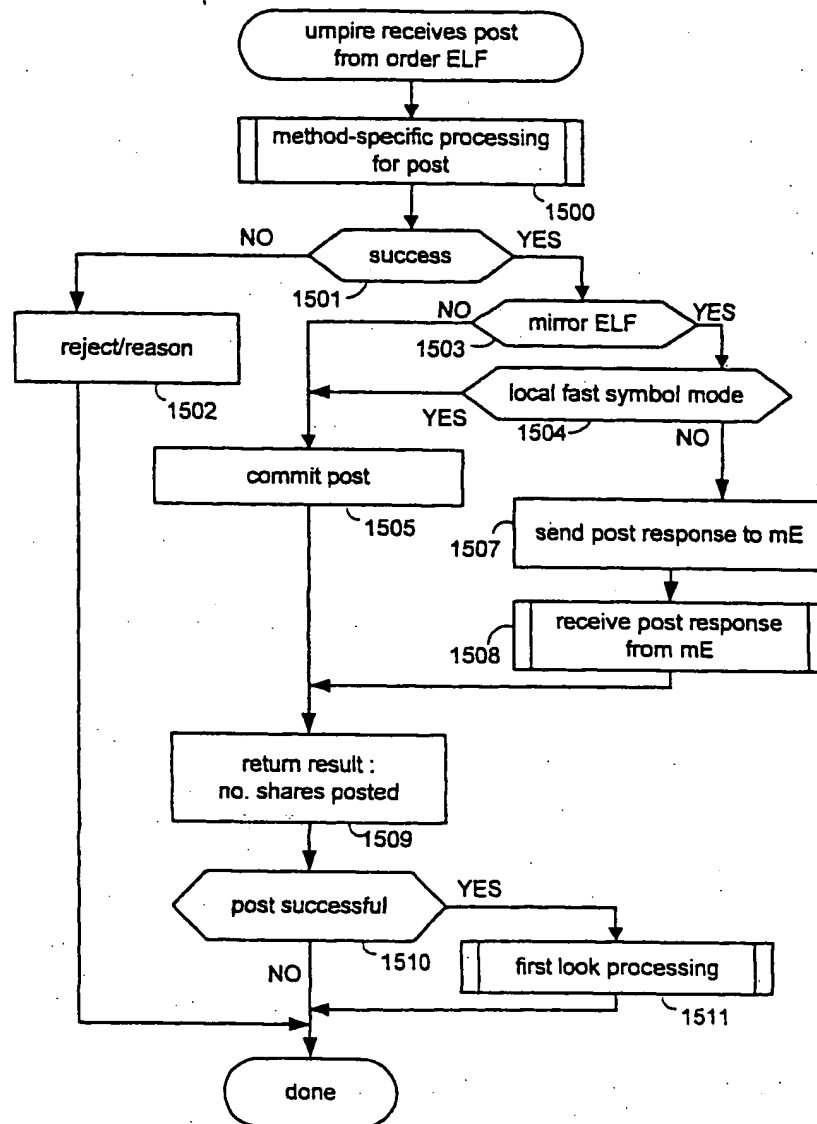 umpire receives post
from order ELF
method-specific processing
for post
1500
NO
success
YES
1501
NO
mirror ELF
YES
1503
reject/reason
1502
local fast symbol mode
YES
1504
NO
commit post
1505
1507
send post response to mE
1508
receive post response
from mE
return result :
no. shares posted
1509
post successful
YES
1510
NO
first look processing
1511
done